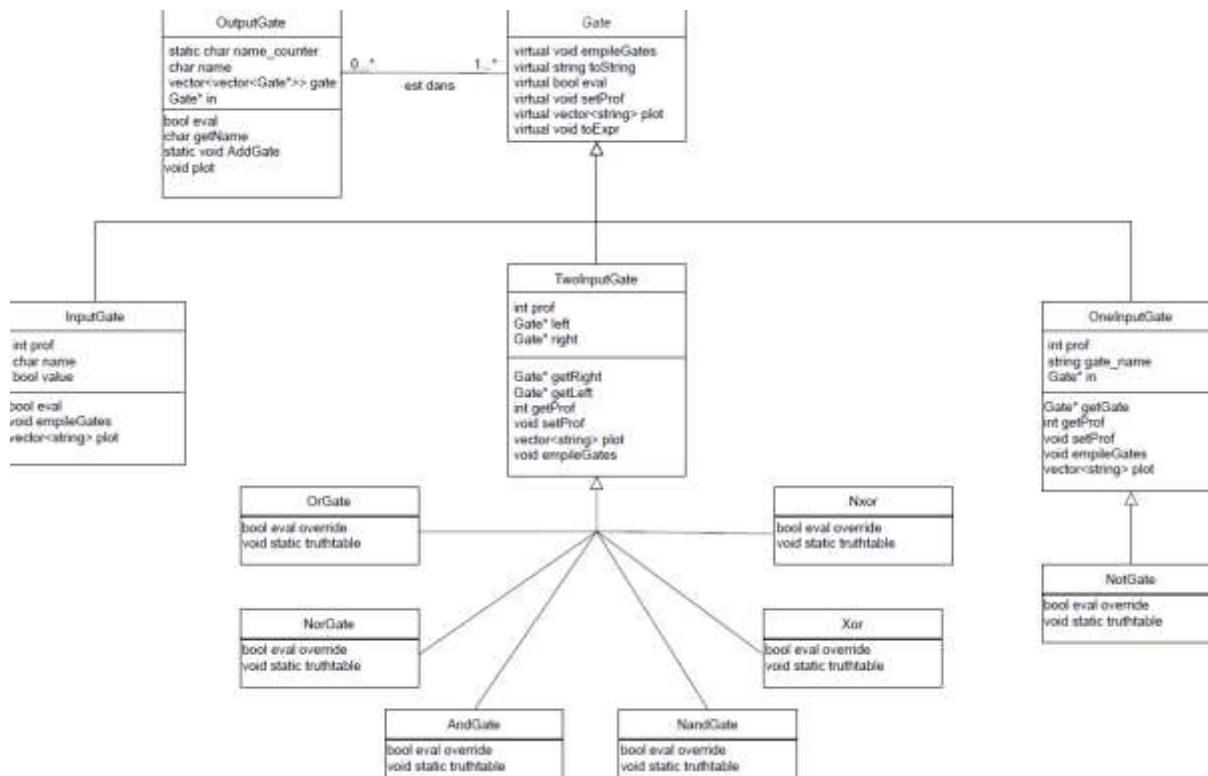 OutputGate
static char name_counter
char name
vector<vector<Gate*>> gate
Gate* in
bool eval
char getName
static void AddGate
void plot
0...*
1...*
est dans
Gate
virtual void empileGates
virtual string toString
virtual bool eval
virtual void setProf
virtual vector<string> plot
virtual void toExpr
InputGate
int prof
char name
bool value
bool eval
void empileGates
vector<string> plot
TwoInputGate
int prof
Gate* left
Gate* right
Gate* getRight
Gate* getLeft
int getProf
void setProf
vector<string> plot
void empileGates
OneInputGate
int prof
string gate_name
Gate* in
Gate* getGate
int getProf
void setProf
void empileGates
vector<string> plot
OrGate
bool eval override
void static truthtable
Nxor
bool eval override
void static truthtable
NotGate
bool eval override
void static truthtable
NorGate
bool eval override
void static truthtable
Xor
bool eval override
void static truthtable
AndGate
bool eval override
void static truthtable
NandGate
bool eval override
void static truthtable